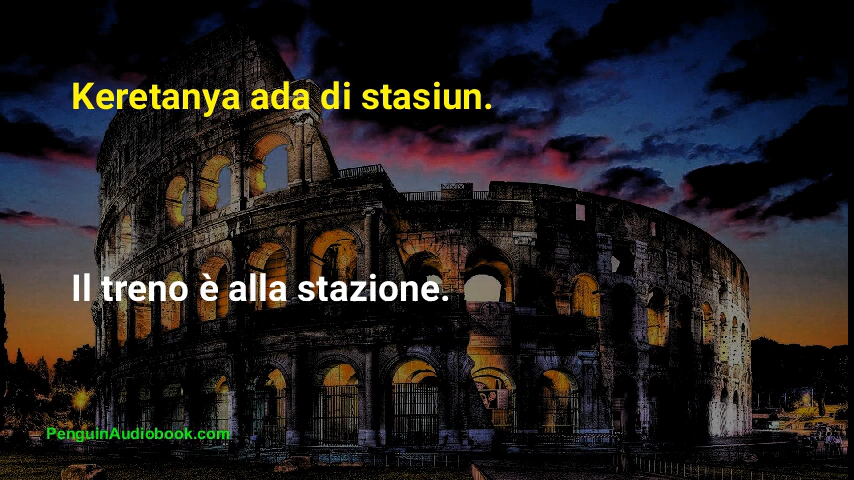 Keretanya ada di stasiun.
Il treno è alla stazione.
PenguinAudiobook.com